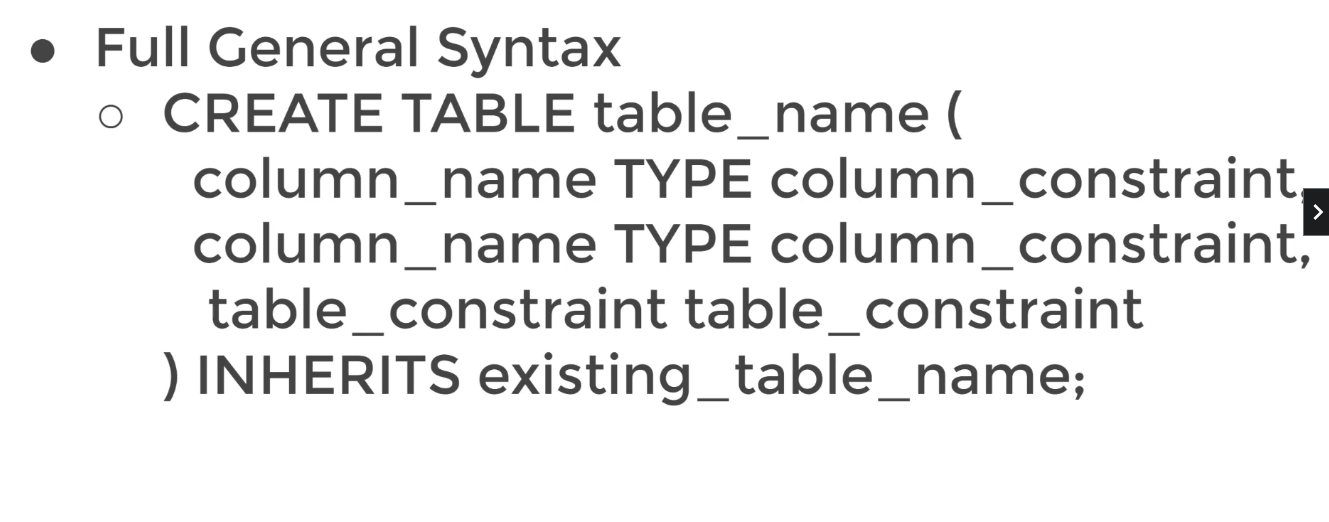 ● Full General Syntax
○ CREATE TABLE table_name (
column_name TYPE column_constraint,
column_name TYPE column_constraint,
table_constraint table_constraint
) INHERITS existing_table_name;